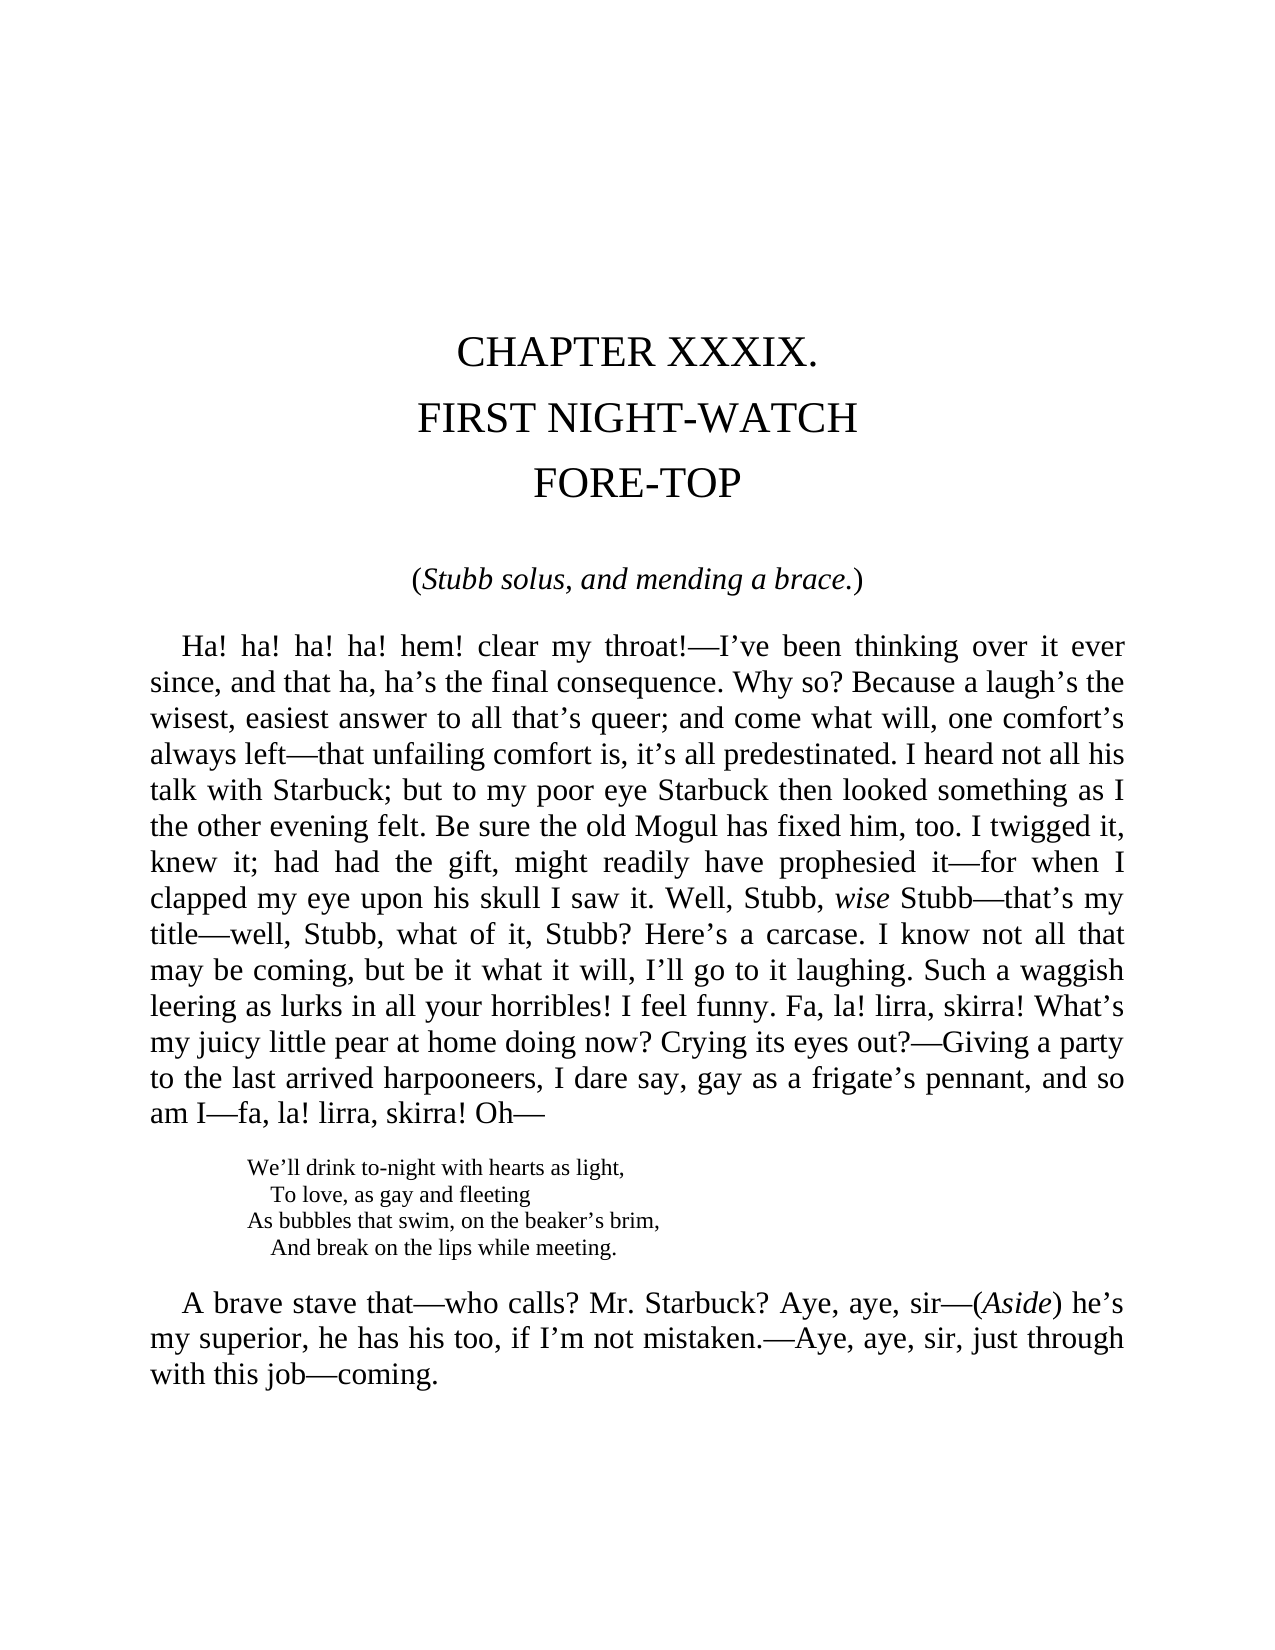 CHAPTER XXXIX.
FIRST NIGHT-WATCH
FORE-TOP
(Stubb solus, and mending a brace.)
Ha! ha! ha! ha! hem! clear my throat!—I’ve been thinking over it ever
since, and that ha, ha’s the final consequence. Why so? Because a laugh’s the
wisest, easiest answer to all that’s queer; and come what will, one comfort’s
always left—that unfailing comfort is, it’s all predestinated. I heard not all his
talk with Starbuck; but to my poor eye Starbuck then looked something as I
the other evening felt. Be sure the old Mogul has fixed him, too. I twigged it,
knew it; had had the gift, might readily have prophesied it—for when I
clapped my eye upon his skull I saw it. Well, Stubb, wise Stubb—that’s my
title—well, Stubb, what of it, Stubb? Here’s a carcase. I know not all that
may be coming, but be it what it will, I’ll go to it laughing. Such a waggish
leering as lurks in all your horribles! I feel funny. Fa, la! lirra, skirra! What’s
my juicy little pear at home doing now? Crying its eyes out?—Giving a party
to the last arrived harpooneers, I dare say, gay as a frigate’s pennant, and so
am I—fa, la! lirra, skirra! Oh—
We’ll drink to-night with hearts as light,
To love, as gay and fleeting
As bubbles that swim, on the beaker’s brim,
And break on the lips while meeting.
A brave stave that—who calls? Mr. Starbuck? Aye, aye, sir—(Aside) he’s
my superior, he has his too, if I’m not mistaken.—Aye, aye, sir, just through
with this job—coming.